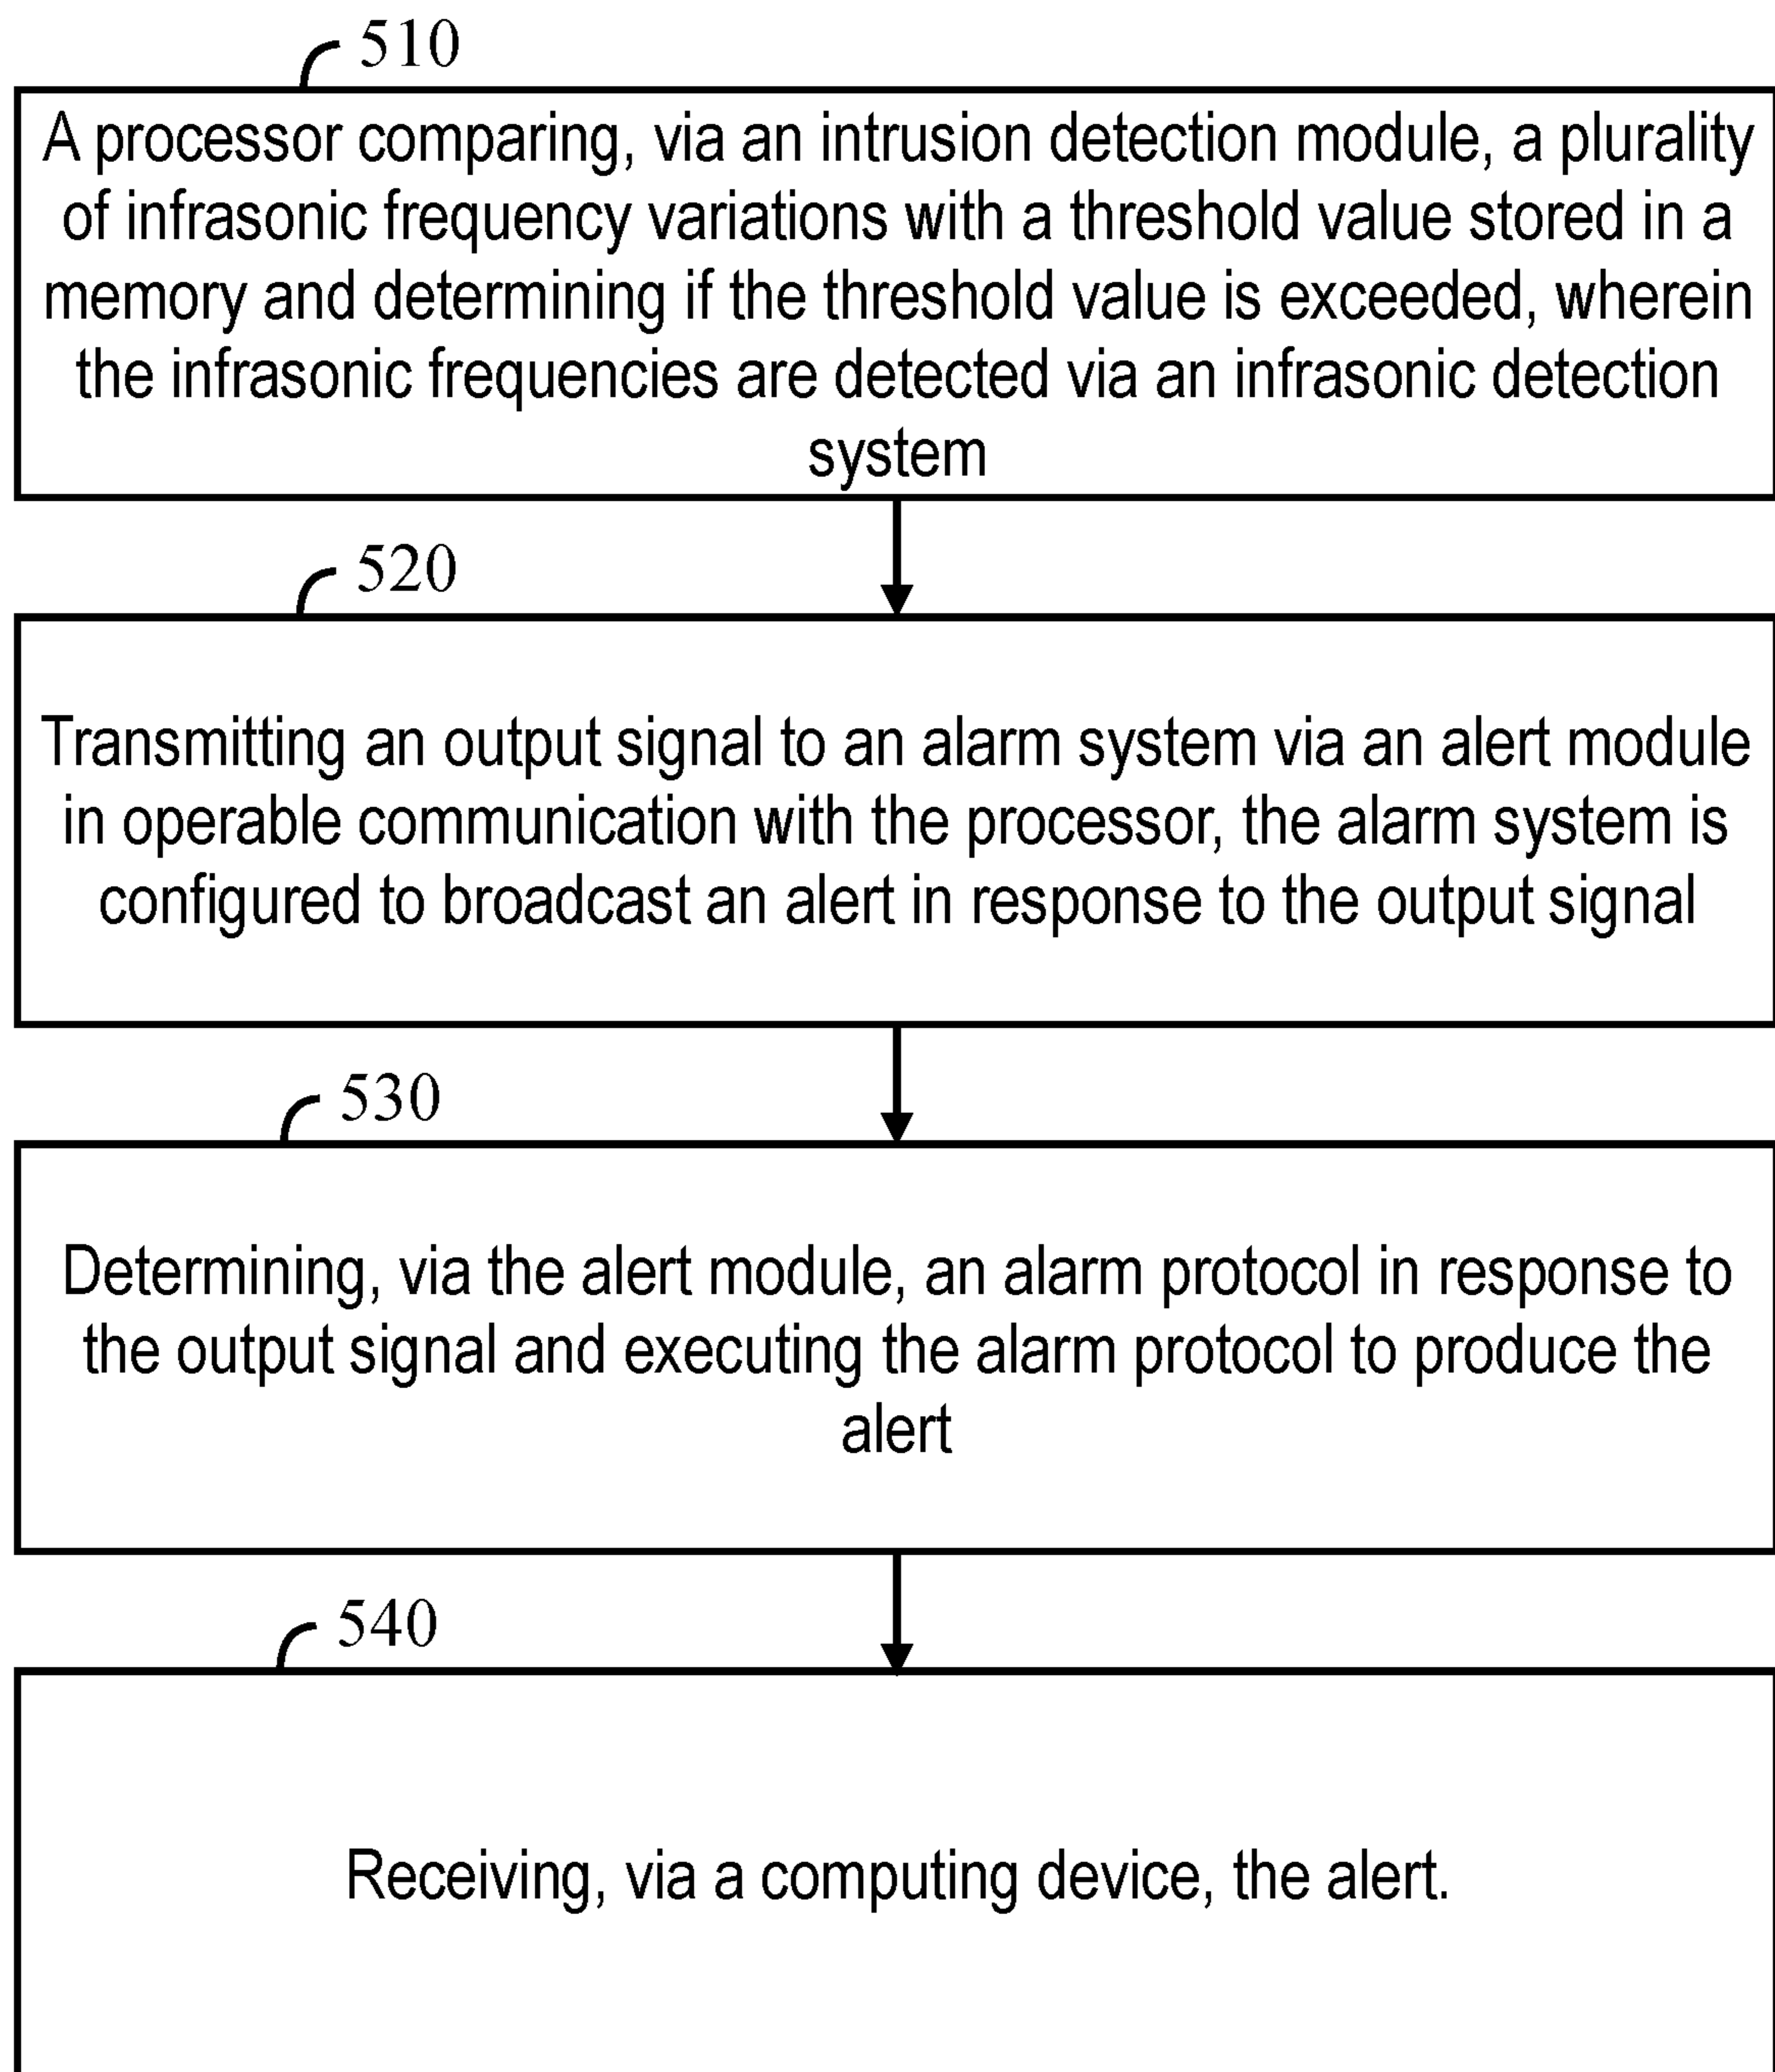 510
A processor comparing, via an intrusion detection module, a plurality
of infrasonic frequency variations with a threshold value stored in a
memory and determining if the threshold value is exceeded, wherein
the infrasonic frequencies are detected via an infrasonic detection
system
520
Transmitting an output signal to an alarm system via an alert module
in operable communication with the processor, the alarm system is
configured to broadcast an alert in response to the output signal
530
Determining, via the alert module, an alarm protocol in response to
the output signal and executing the alarm protocol to produce the
alert
540
Receiving, via a computing device, the alert.